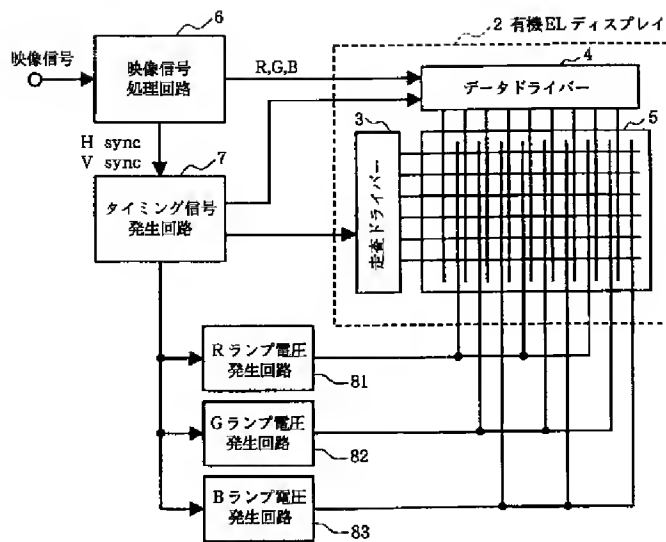 2 有機ELディスプレイ
6
映像信号
映像信号
処理回路
R,G,B
4
データドライバー
3
5
走査ドライバー
H sync
V sync
7
タイミング信号
発生回路
Rランプ電圧
発生回路
81
Gランプ電圧
発生回路
82
Bランプ電圧
発生回路
83